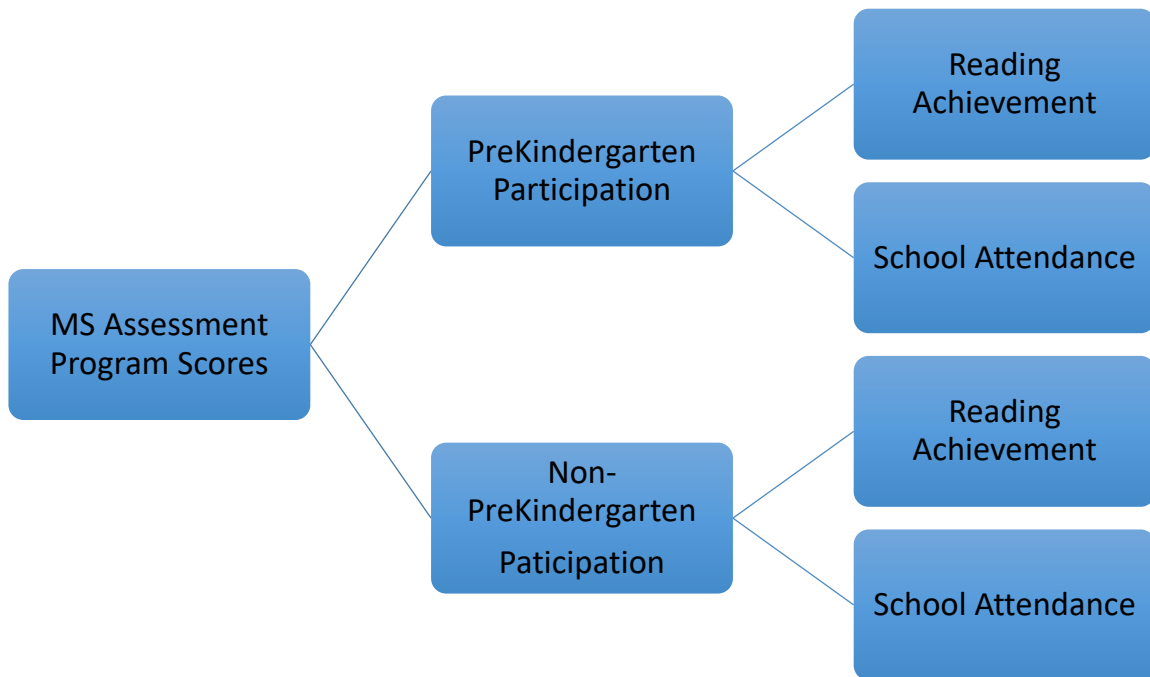 MS Assessment
Program Scores
PreKindergarten
Participation
Reading
Achievement
School Attendance
Non-
PreKindergarten
Paticipation
Reading
Achievement
School Attendance